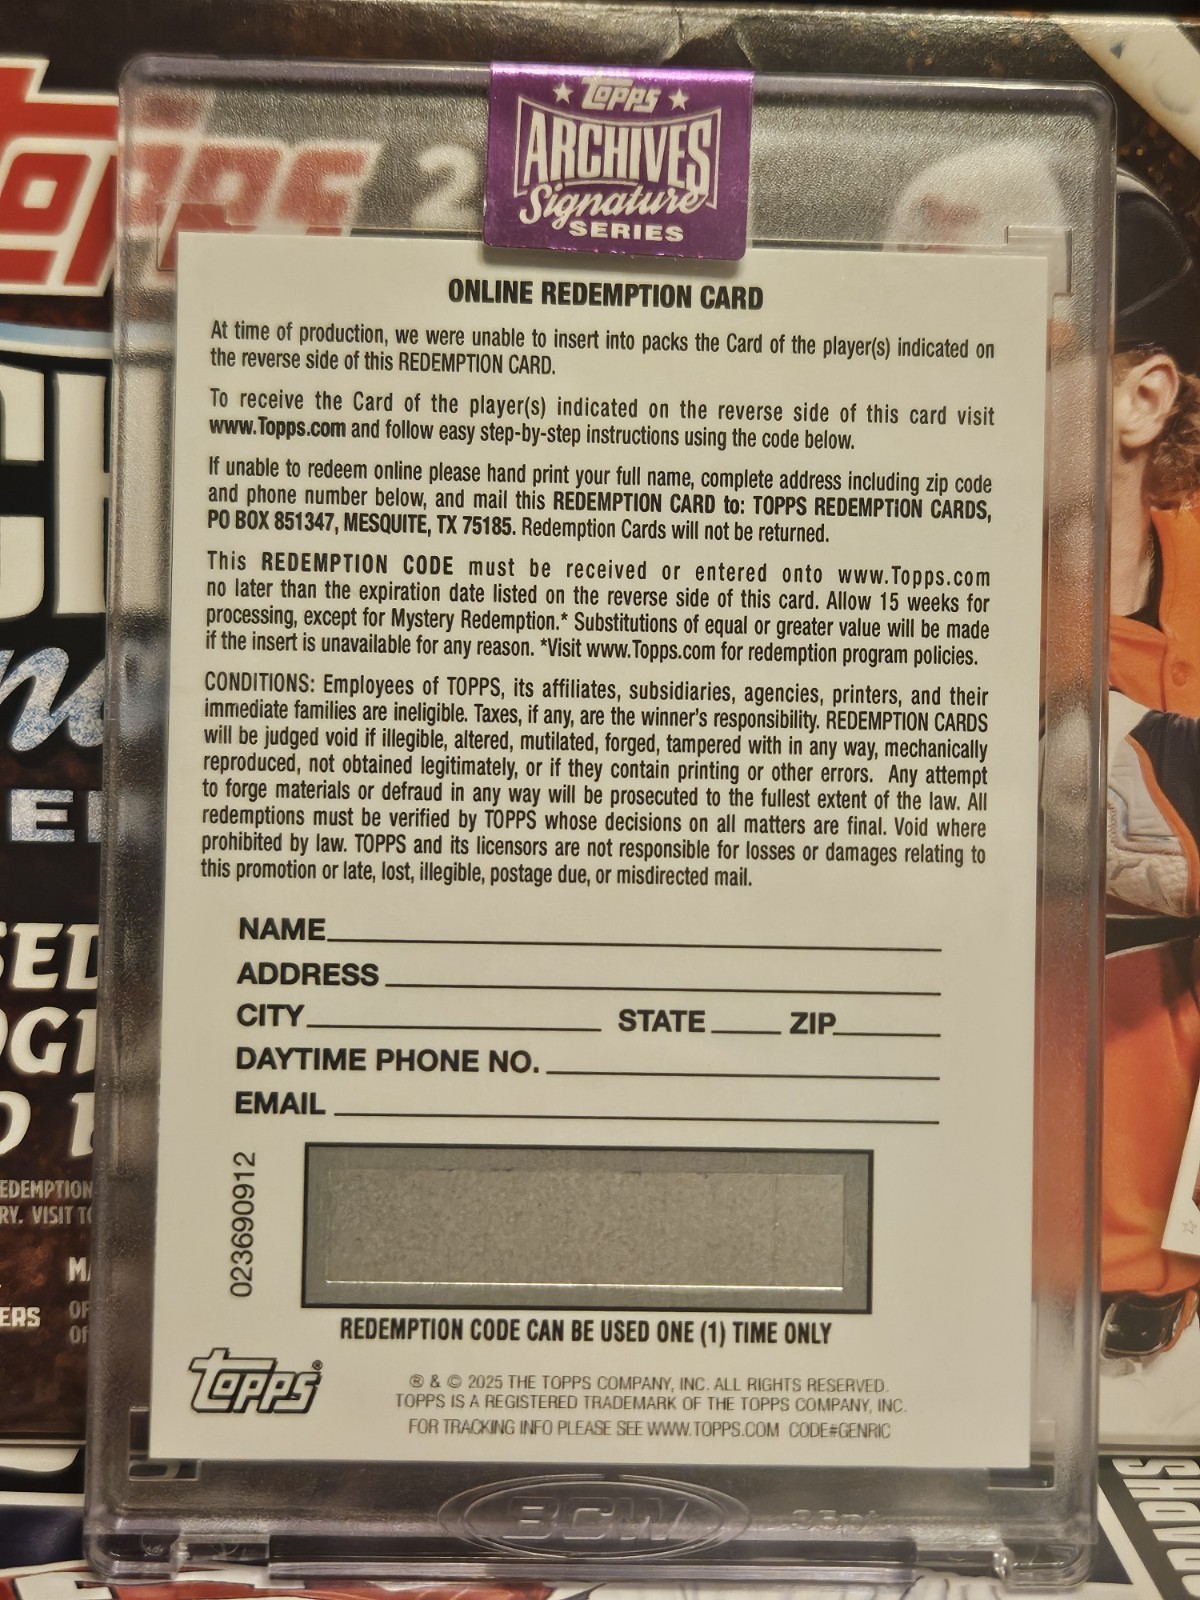 Topps 2
Topps
ARCHIVES
Signature
SERIES
ONLINE REDEMPTION CARD
At time of production, we were unable to insert into packs the Card of the player(s) indicated on
the reverse side of this REDEMPTION CARD.
To receive the Card of the player(s) indicated on the reverse side of this card visit
www.Topps.com and follow easy step-by-step instructions using the code below.
If unable to redeem online please hand print your full name, complete address including zip code
and phone number below, and mail this REDEMPTION CARD to: TOPPS REDEMPTION CARDS,
PO BOX 851347, MESQUITE, TX 75185. Redemption Cards will not be returned.
This REDEMPTION CODE must be received or entered onto www.Topps.com
no later than the expiration date listed on the reverse side of this card. Allow 15 weeks for
processing, except for Mystery Redemption.* Substitutions of equal or greater value will be made
if the insert is unavailable for any reason. *Visit www.Topps.com for redemption program policies.
CONDITIONS: Employees of TOPPS, its affiliates, subsidiaries, agencies, printers, and their
immediate families are ineligible. Taxes, if any, are the winner's responsibility. REDEMPTION CARDS
will be judged void if illegible, altered, mutilated, forged, tampered with in any way, mechanically
reproduced, not obtained legitimately, or if they contain printing or other errors. Any attempt
to forge materials or defraud in any way will be prosecuted to the fullest extent of the law. All
redemptions must be verified by TOPPS whose decisions on all matters are final. Void where
prohibited by law. TOPPS and its licensors are not responsible for losses or damages relating to
this promotion or late, lost, illegible, postage due, or misdirected mail.
NAME
ADDRESS
CITY STATE ZIP
DAYTIME PHONE NO.
EMAIL
023690912
REDEMPTION CODE CAN BE USED ONE (1) TIME ONLY
Topps®
® & © 2025 THE TOPPS COMPANY, INC. ALL RIGHTS RESERVED.
TOPPS IS A REGISTERED TRADEMARK OF THE TOPPS COMPANY, INC.
FOR TRACKING INFO PLEASE SEE WWW.TOPPS.COM CODE#GENRIC
BCW 35pt
EDEMPTION
RY. VISIT
ERS